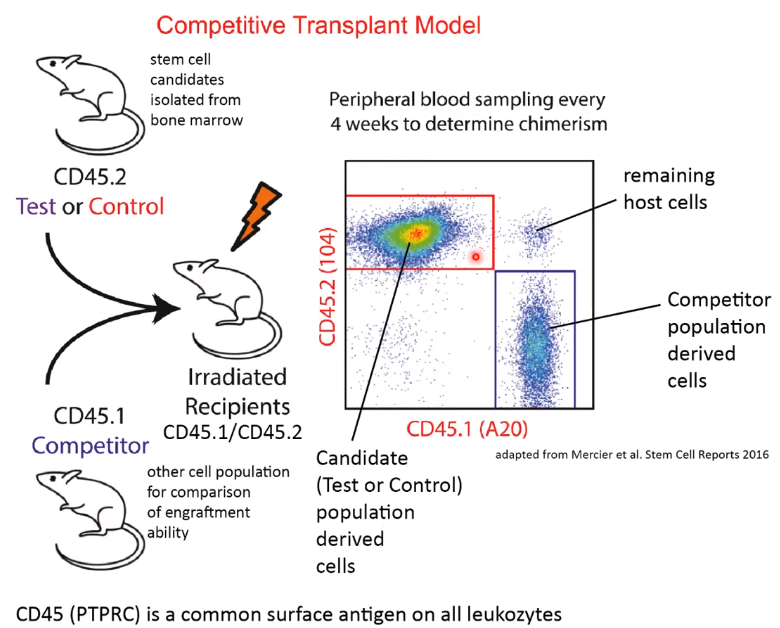 Competitive Transplant Model
stem cell
candidates
isolated from
bone marrow
CD45.2
Test or Control
Peripheral blood sampling every
4 weeks to determine chimerism
remaining
host cells
CD45.2 (104)
Competitor
population
derived
cells
Irradiated
Recipients
CD45.1/CD45.2
CD45.1 (A20)
adapted from Mercier et al. Stem Cell Reports 2016
CD45.1
Competitor
other cell population
for comparison
of engraftment
ability
Candidate
(Test or Control)
population
derived
cells
CD45 (PTPRC) is a common surface antigen on all leukozytes